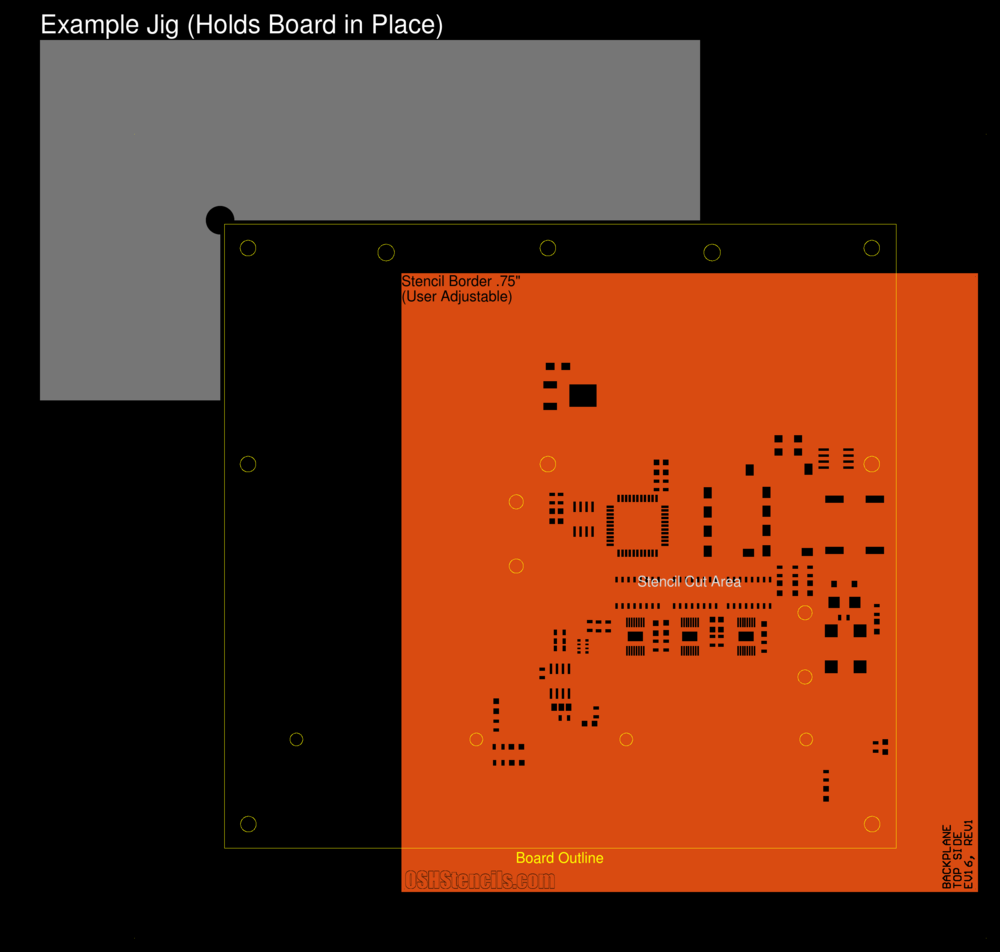 Example Jig (Holds Board in Place)
Stencil Border .75"
(User Adjustable)
Stencil Cut Area
Board Outline
OSHStencils.com
BACKPLANE
TOP SIDE
EV16, REV1